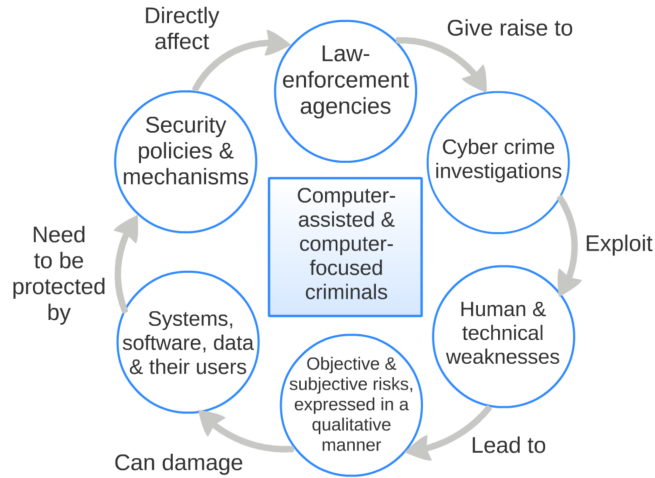 Directly
affect
Law-
enforcement
agencies
Give raise to
Cyber crime
investigations
Exploit
Human &
technical
weaknesses
Lead to
Objective &
subjective risks,
expressed in a
qualitative
manner
Can damage
Systems,
software, data
& their users
Need
to be
protected
by
Security
policies &
mechanisms
Computer-
assisted &
computer-
focused
criminals